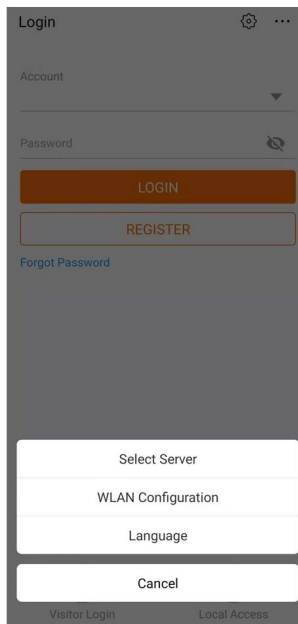 Login
Account
Password
LOGIN
REGISTER
Forgot Password
Select Server
WLAN Configuration
Language
Cancel
Visitor Login Local Access